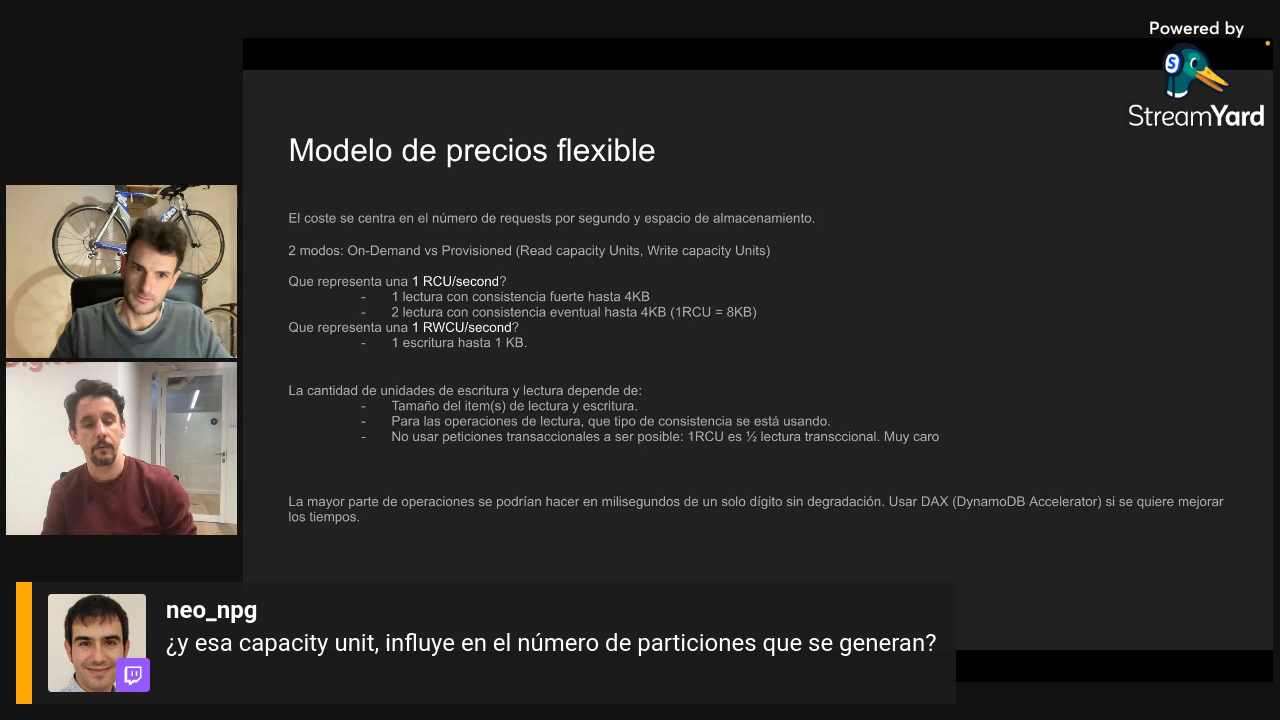 Powered by
StreamYard
Modelo de precios flexible
El coste se centra en el número de requests por segundo y espacio de almacenamiento.
2 modos: On-Demand vs Provisioned (Read capacity Units, Write capacity Units)
Que representa una 1 RCU/second?
- 1 lectura con consistencia fuerte hasta 4KB
- 2 lectura con consistencia eventual hasta 4KB (1RCU = 8KB)
Que representa una 1 RWCU/second?
- 1 escritura hasta 1 KB.
La cantidad de unidades de escritura y lectura depende de:
- Tamaño del item(s) de lectura y escritura.
- Para las operaciones de lectura, que tipo de consistencia se está usando.
- No usar peticiones transaccionales a ser posible: 1RCU es ½ lectura transccional. Muy caro
La mayor parte de operaciones se podrían hacer en milisegundos de un solo dígito sin degradación. Usar DAX (DynamoDB Accelerator) si se quiere mejorar
los tiempos.
neo_npg
¿y esa capacity unit, influye en el número de particiones que se generan?